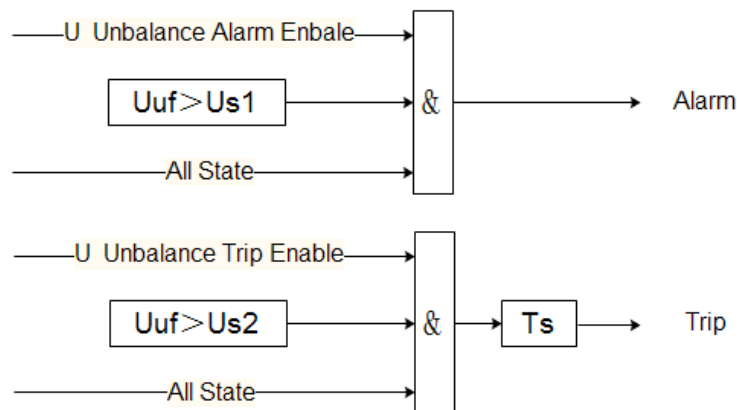 U Unbalance Alarm Enbale
Uuf＞Us1
&
Alarm
All State
U Unbalance Trip Enable
Uuf＞Us2
&
Ts
Trip
All State